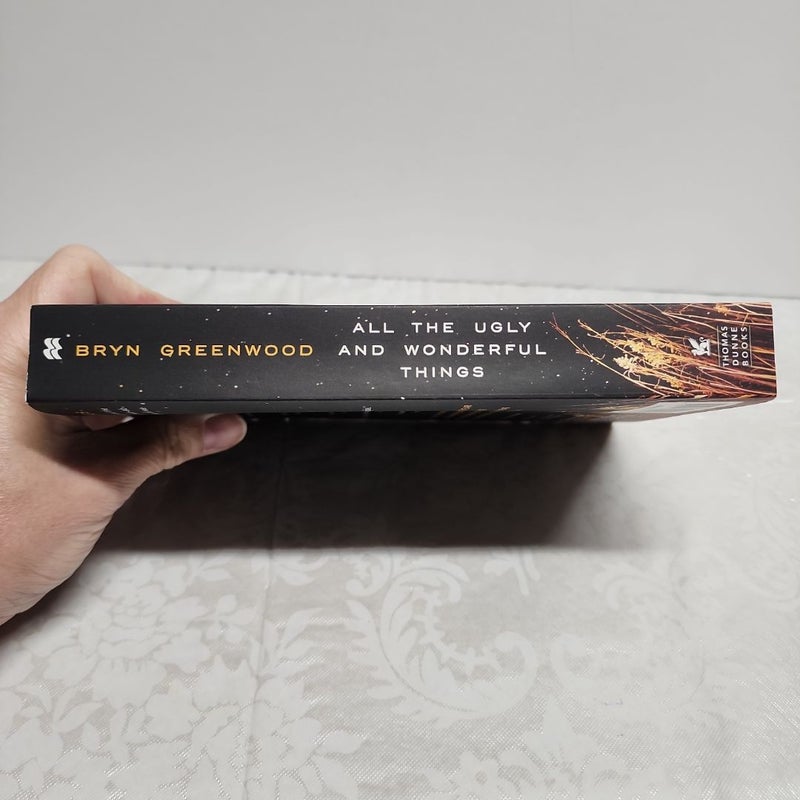 BRYN GREENWOOD
ALL THE UGLY
AND WONDERFUL
THINGS
THOMAS
DUNNE
BOOKS